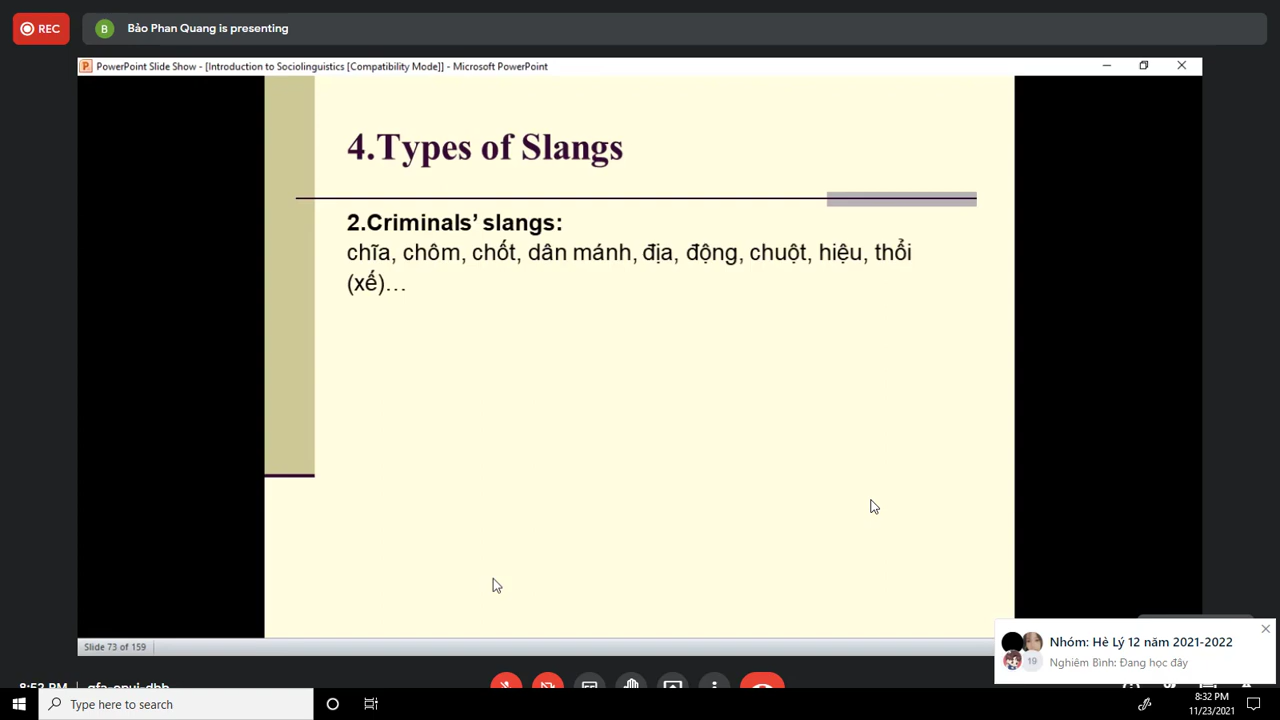 REC
B
Bảo Phan Quang is presenting
PowerPoint Slide Show - [Introduction to Sociolinguistics [Compatibility Mode]] - Microsoft PowerPoint
4.Types of Slangs
2.Criminals’ slangs:
chĩa, chôm, chốt, dân mánh, địa, động, chuột, hiệu, thổi
(xế)…
Slide 73 of 159
Nhóm: Hè Lý 12 năm 2021-2022
19
Nghiêm Bình: Đang học đây
Type here to search
8:32 PM
11/23/2021